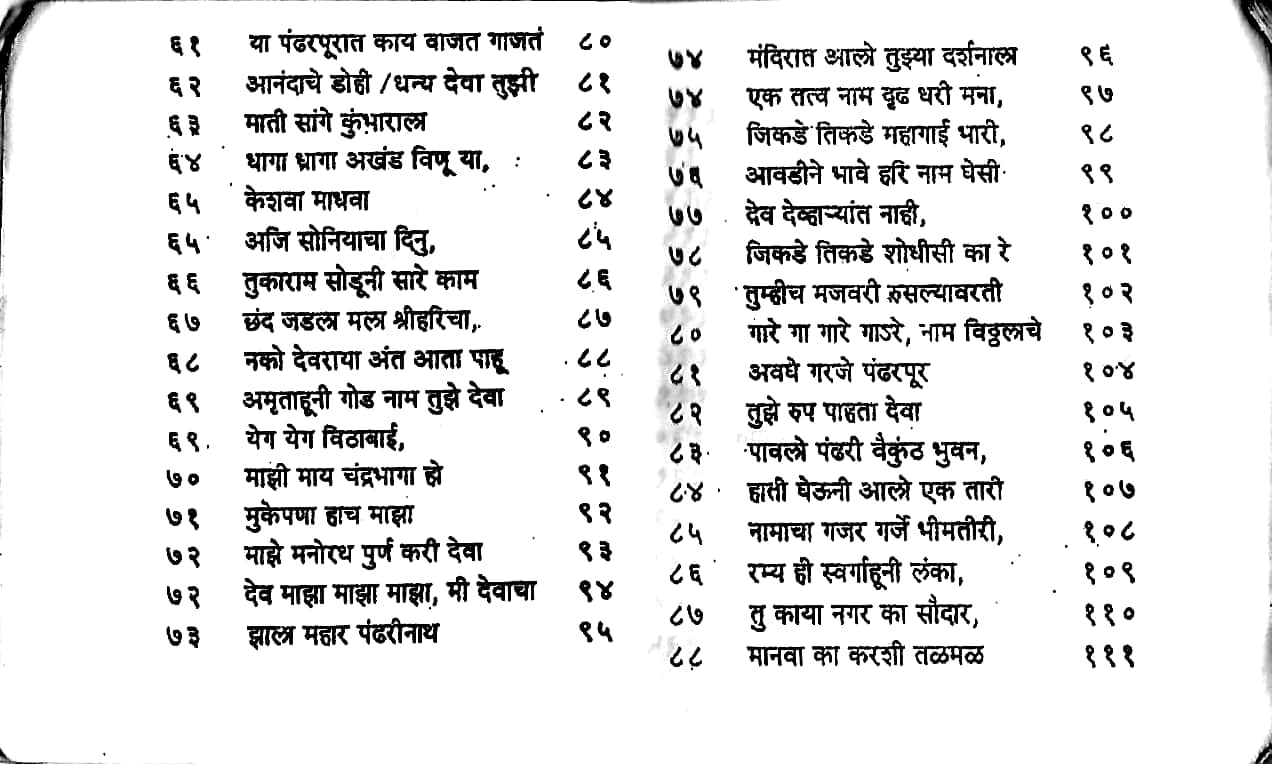 ६१ या पंढरपूरात काय वाजत गाजतं ८०
६२ आनंदाचे डोही /धन्य देवा तुझी ८१
६३ माती सांगे कुंभाराला ८२
६४ धागा धागा अखंड विणू या, ८३
६५ केशवा माधवा ८४
६५ अजि सोनियाचा दिनु, ८५
६६ तुकाराम सोडूनी सारे काम ८६
६७ छंद जडला मला श्रीहरिचा, ८७
६८ नको देवराया अंत आता पाहू ८८
६९ अमृताहूनी गोड नाम तुझे देवा ८९
६९. येग येग विठाबाई, ९०
७० माझी माय चंद्रभागा हो ९१
७१ मुकेपणा हाच माझा ९२
७२ माझे मनोरथ पुर्ण करी देवा ९३
७२ देव माझा माझा माझा, मी देवाचा ९४
७३ झाला महार पंढरीनाथ ९५
७४ मंदिरात आलो तुझ्या दर्शनाला ९६
७४ एक तत्व नाम दृढ धरी मना, ९७
७५ जिकडे तिकडे महागाई भारी, ९८
७६ आवडीने भावे हरि नाम घेसी ९९
७७ देव देव्हाऱ्यांत नाही, १००
७८ जिकडे तिकडे शोधीसी का रे १०१
७९ तुम्हीच मजवरी रुसल्यावरती १०२
८० गारे गा गारे गाऽरे, नाम विठ्ठलाचे १०३
८१ अवघे गरजे पंढरपूर १०४
८२ तुझे रुप पाहता देवा १०५
८३ पावलो पंढरी वैकुंठ भुवन, १०६
८४ हाती घेऊनी आलो एक तारी १०७
८५ नामाचा गजर गर्जे भीमतीरी, १०८
८६ रम्य ही स्वर्गाहूनी लंका, १०९
८७ तु काया नगर का सौदार, ११०
८८ मानवा का करशी तळमळ १११